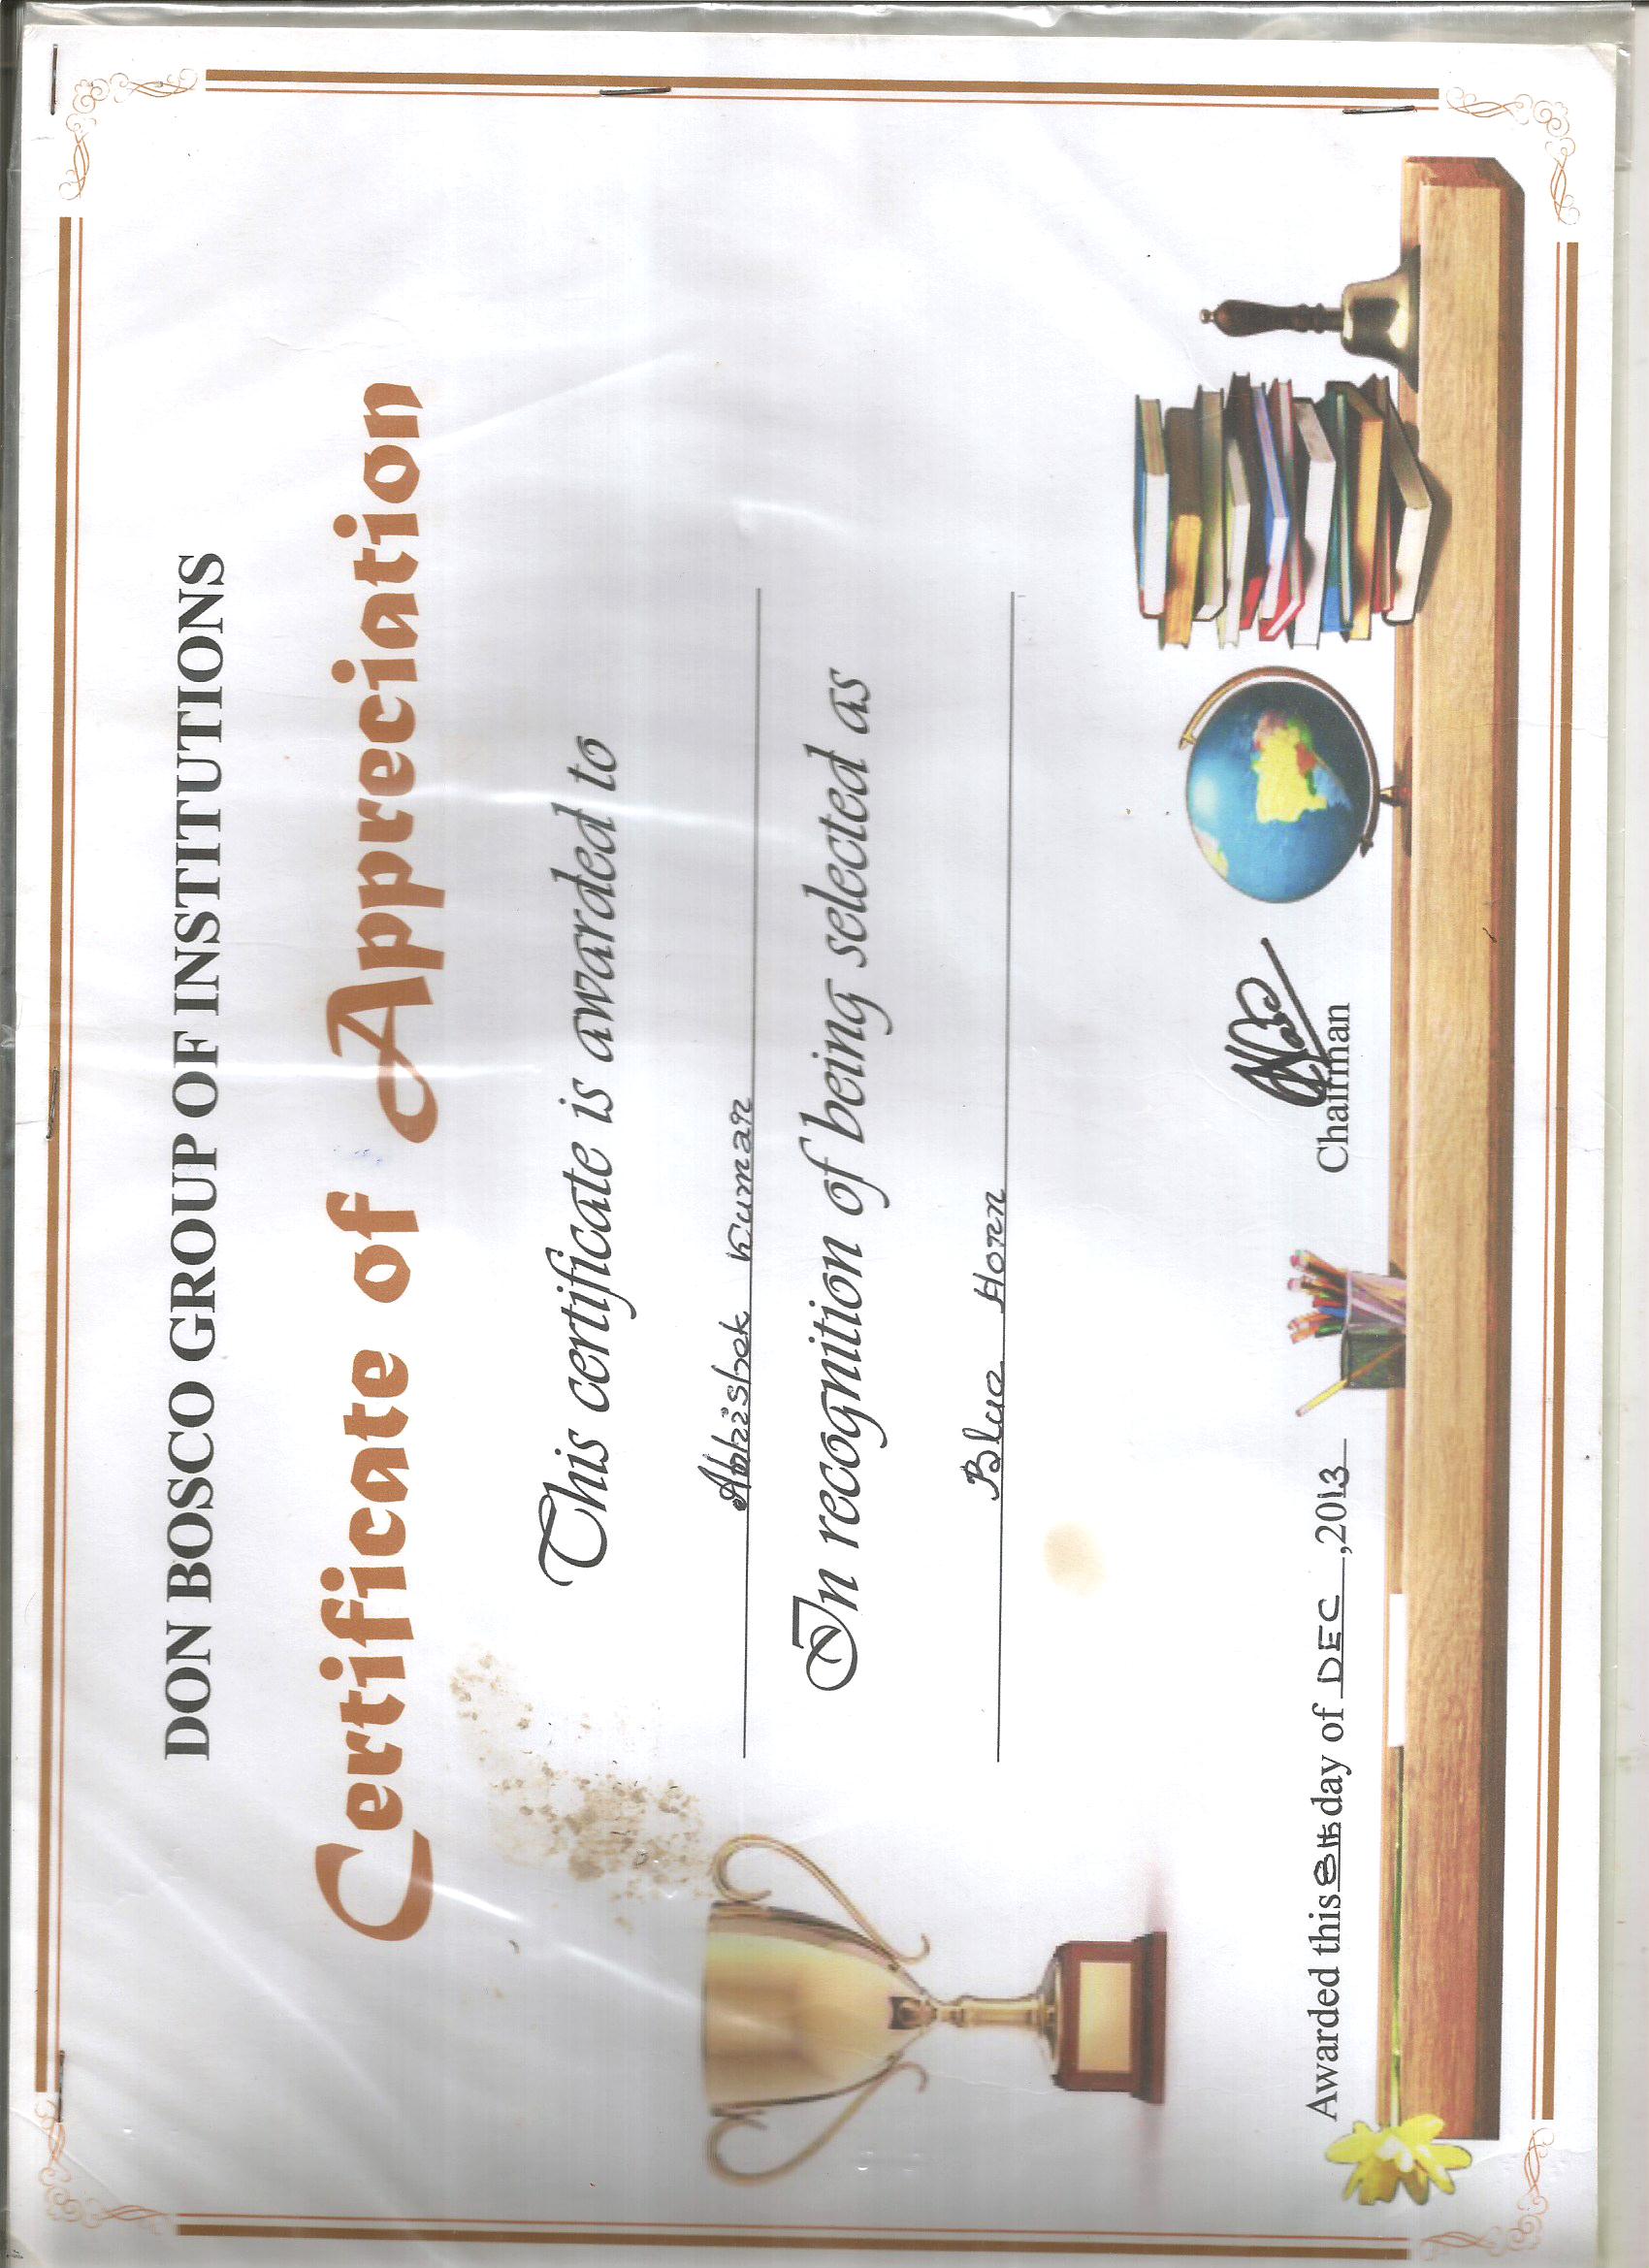 DON BOSCO GROUP OF INSTITUTIONS
Certificate of Appreciation
This certificate is awarded to
Abhishek Kumar
In recognition of being selected as
Blue Horn
Awarded this 8th day of DEC ,2013
Chairman